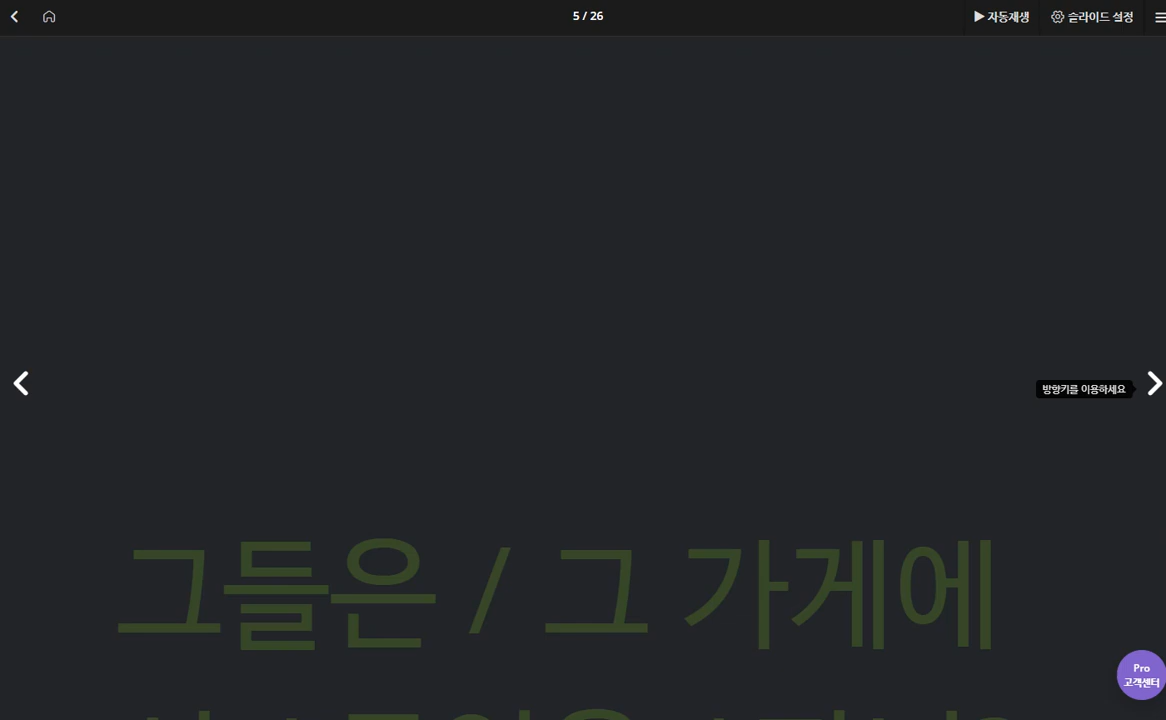 5 / 26
▶ 자동재생
슬라이드 설정
방향키를 이용하세요
그들은 / 그 가게에
Pro
고객센터